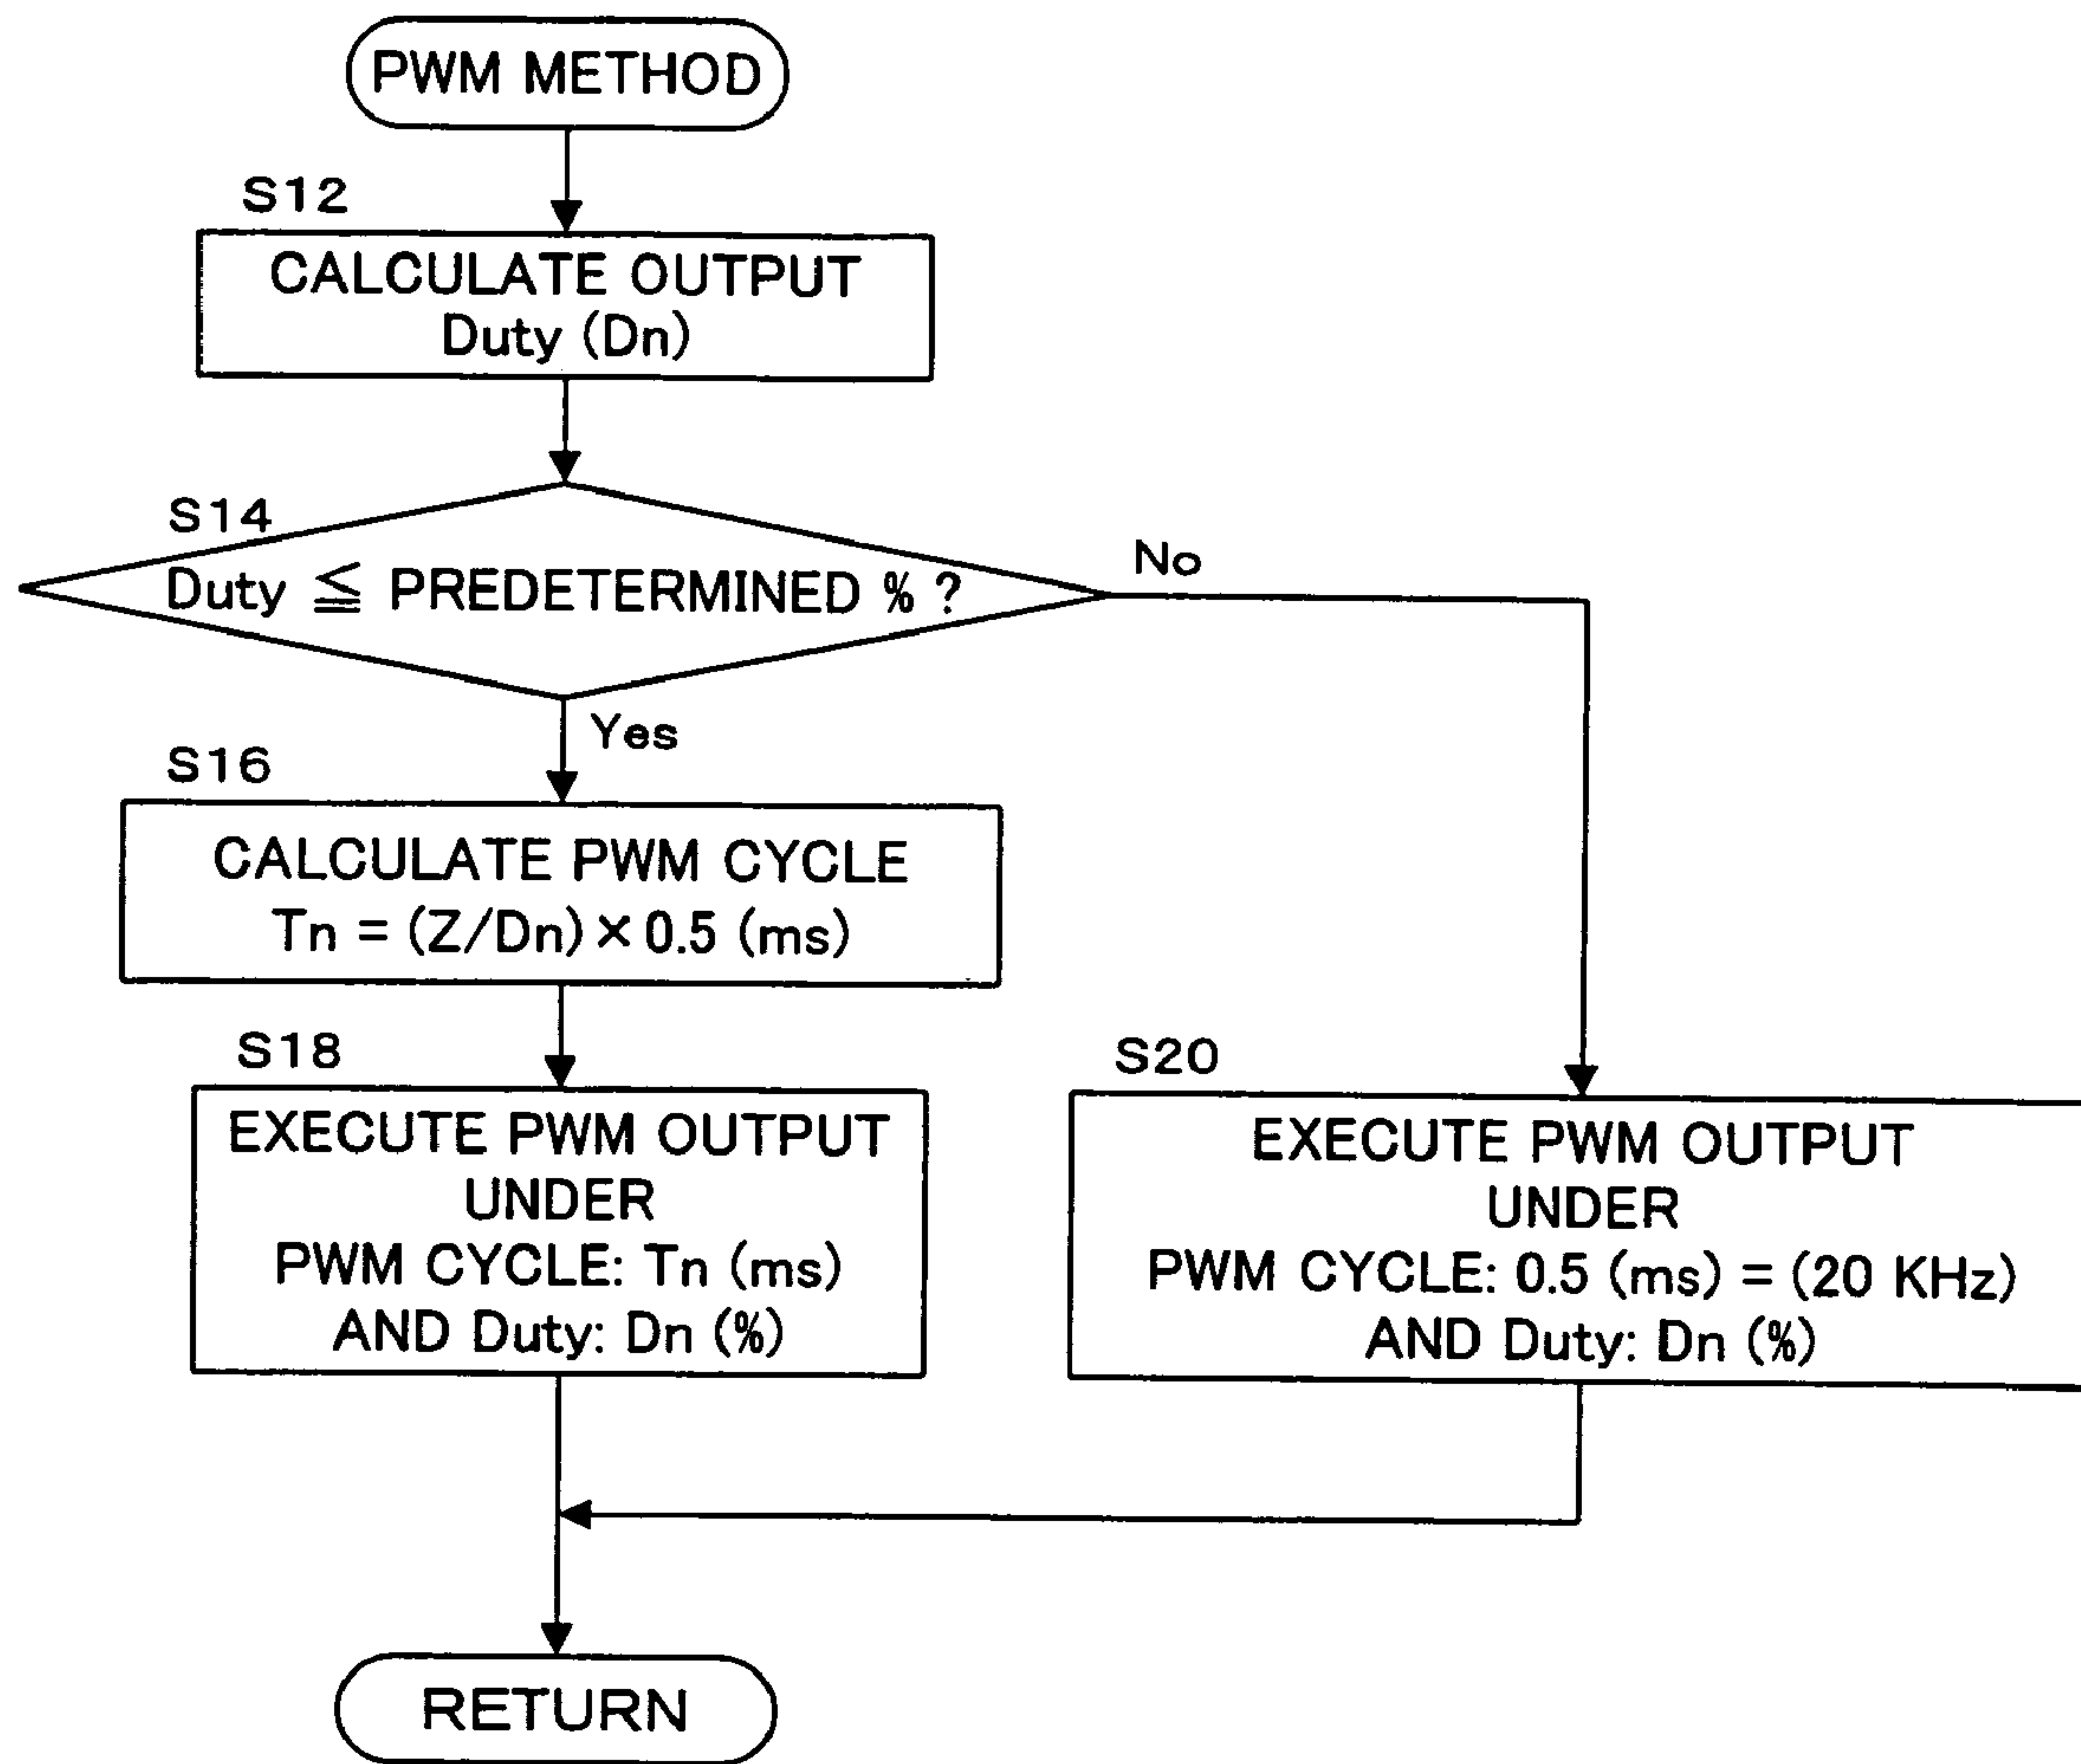 PWM METHOD
S12
CALCULATE OUTPUT
Duty (Dn)
S14
Duty ≦ PREDETERMINED % ?
No
Yes
S16
CALCULATE PWM CYCLE
Tn = (Z/Dn) × 0.5 (ms)
S18
EXECUTE PWM OUTPUT
UNDER
PWM CYCLE: Tn (ms)
AND Duty: Dn (%)
S20
EXECUTE PWM OUTPUT
UNDER
PWM CYCLE: 0.5 (ms) = (20 KHz)
AND Duty: Dn (%)
RETURN